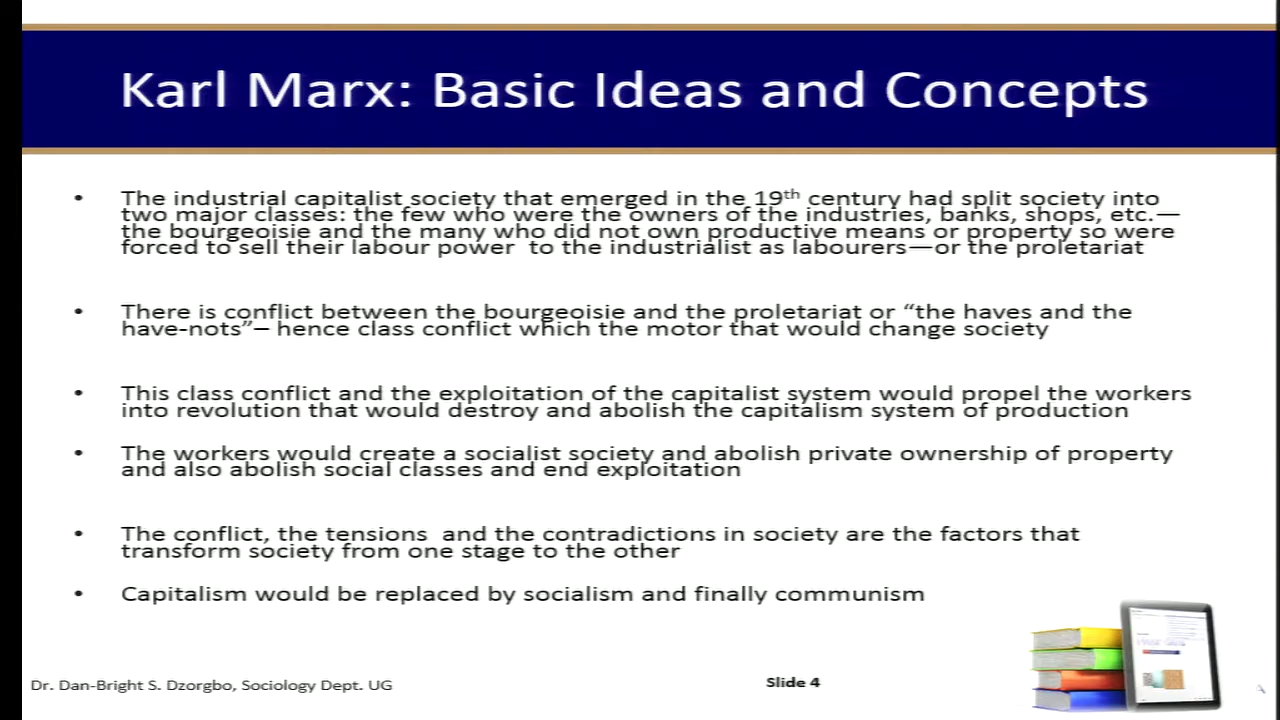 Karl Marx: Basic Ideas and Concepts
• The industrial capitalist society that emerged in the 19th century had split society into
two major classes: the few who were the owners of the industries, banks, shops, etc.—
the bourgeoisie and the many who did not own productive means or property so were
forced to sell their labour power  to the industrialist as labourers—or the proletariat
• There is conflict between the bourgeoisie and the proletariat or “the haves and the
have-nots”– hence class conflict which the motor that would change society
• This class conflict and the exploitation of the capitalist system would propel the workers
into revolution that would destroy and abolish the capitalism system of production
• The workers would create a socialist society and abolish private ownership of property
and also abolish social classes and end exploitation
• The conflict, the tensions  and the contradictions in society are the factors that
transform society from one stage to the other
• Capitalism would be replaced by socialism and finally communism
Dr. Dan-Bright S. Dzorgbo, Sociology Dept. UG
Slide 4